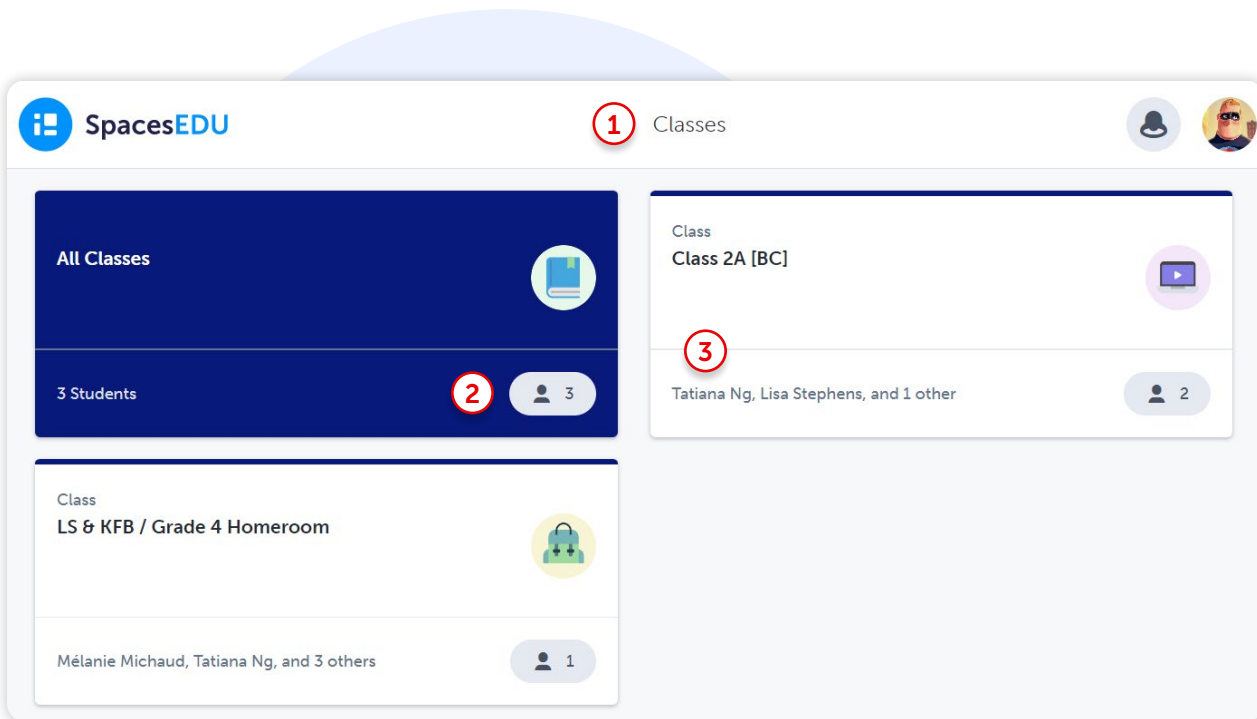 SpacesEDU
1 Classes
All Classes
3 Students
2 3
Class
Class 2A [BC]
3
Tatiana Ng, Lisa Stephens, and 1 other
2
Class
LS & KFB / Grade 4 Homeroom
Mélanie Michaud, Tatiana Ng, and 3 others
1